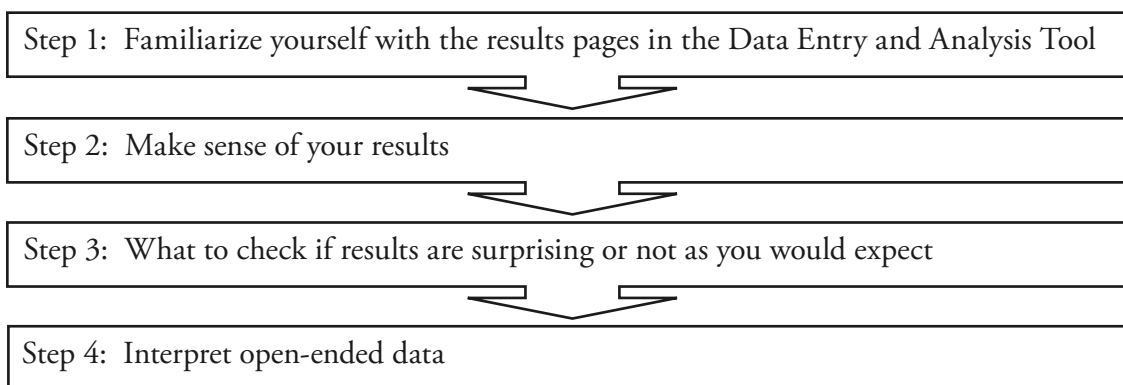 Step 1: Familiarize yourself with the results pages in the Data Entry and Analysis Tool
Step 2: Make sense of your results
Step 3: What to check if results are surprising or not as you would expect
Step 4: Interpret open-ended data